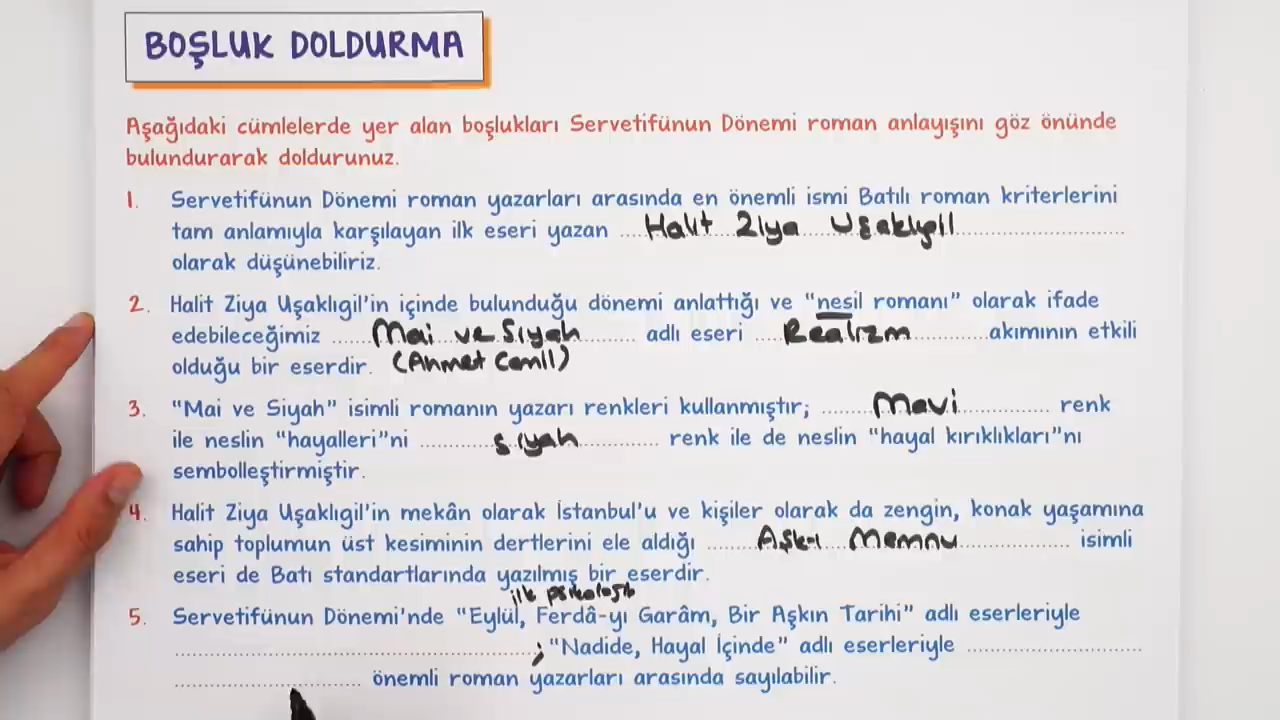 BOŞLUK DOLDURMA
Aşağıdaki cümlelerde yer alan boşlukları Servetifünun Dönemi roman anlayışını göz önünde
bulundurarak doldurunuz.
1. Servetifünun Dönemi roman yazarları arasında en önemli ismi Batılı roman kriterlerini
tam anlamıyla karşılayan ilk eseri yazan Halit Ziya Uşaklıgil
olarak düşünebiliriz.
2. Halit Ziya Uşaklıgil'in içinde bulunduğu dönemi anlattığı ve "nesil romanı" olarak ifade
edebileceğimiz Mai ve Siyah adlı eseri Realizm akımının etkili
olduğu bir eserdir. (Ahmet Cemil)
3. "Mai ve Siyah" isimli romanın yazarı renkleri kullanmıştır; Mavi renk
ile neslin "hayalleri"ni siyah renk ile de neslin "hayal kırıklıkları"nı
sembolleştirmiştir.
4. Halit Ziya Uşaklıgil'in mekân olarak İstanbul'u ve kişiler olarak da zengin, konak yaşamına
sahip toplumun üst kesiminin dertlerini ele aldığı Aşk-ı Memnu isimli
eseri de Batı standartlarında yazılmış bir eserdir.
ilk psikolojik
5. Servetifünun Dönemi'nde "Eylül, Ferdâ-yı Garâm, Bir Aşkın Tarihi" adlı eserleriyle
; "Nadide, Hayal İçinde" adlı eserleriyle
önemli roman yazarları arasında sayılabilir.